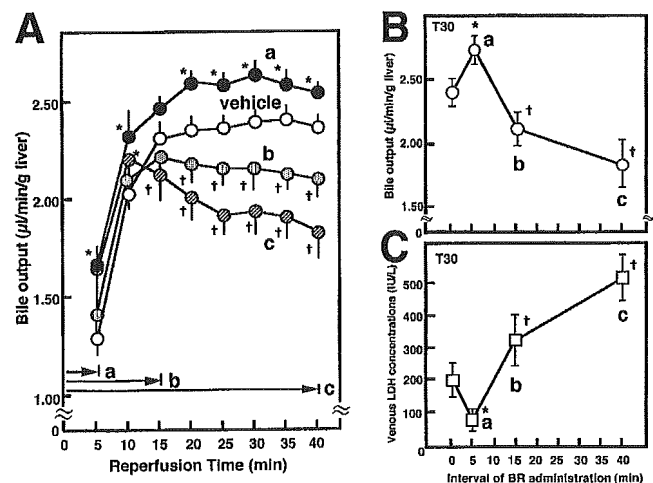 A
a
* * * * *
vehicle
*
*
b
*
† † † † † †
† † † † † †
c
a
b
c
2.50
2.00
1.50
1.00
0
Bile output (µl/min/g liver)
0 5 10 15 20 25 30 35 40
Reperfusion Time (min)
B
T30
*
a
†
b
†
c
2.50
2.00
1.50
0
Bile output (µl/min/g liver)
C
T30
†
c
†
b
*
a
500
400
300
200
100
0
Venous LDH concentrations (IU/L)
0 5 10 15 20 25 30 35 40
Interval of BR administration (min)